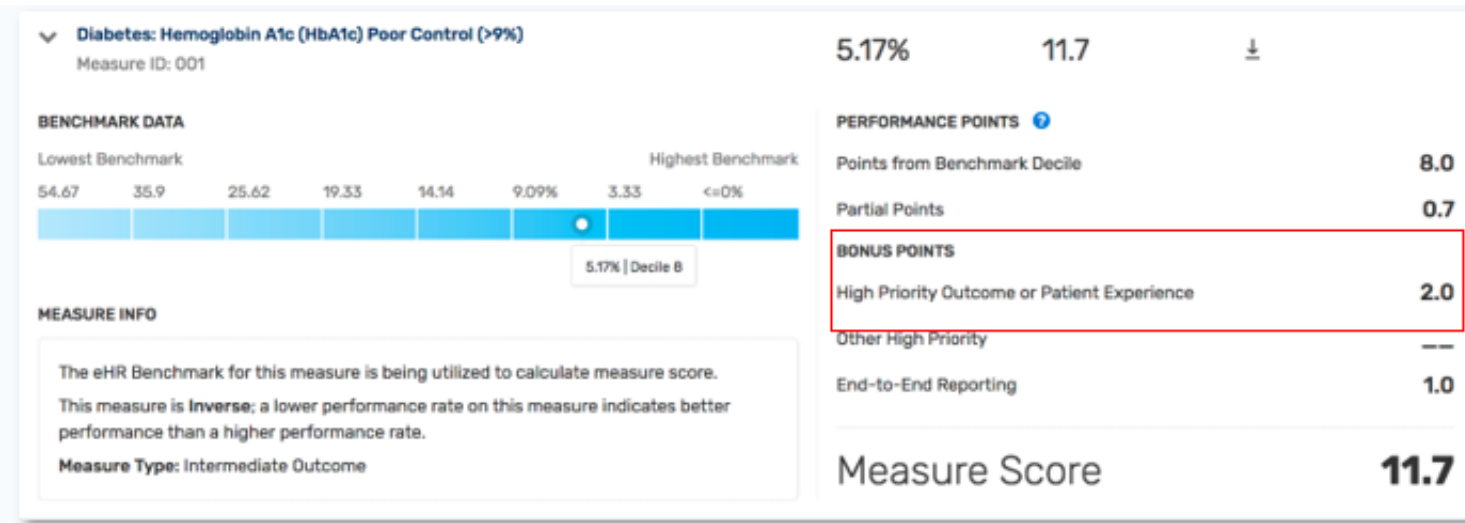 Diabetes: Hemoglobin A1c (HbA1c) Poor Control (>9%)
Measure ID: 001
5.17% 11.7
BENCHMARK DATA
Lowest Benchmark Highest Benchmark
54.67 35.9 25.62 19.33 14.14 9.09% 3.33 <=0%
5.17% | Decile 8
MEASURE INFO
The eHR Benchmark for this measure is being utilized to calculate measure score.
This measure is Inverse; a lower performance rate on this measure indicates better
performance than a higher performance rate.
Measure Type: Intermediate Outcome
PERFORMANCE POINTS ?
Points from Benchmark Decile 8.0
Partial Points 0.7
BONUS POINTS
High Priority Outcome or Patient Experience 2.0
Other High Priority __
End-to-End Reporting 1.0
Measure Score 11.7